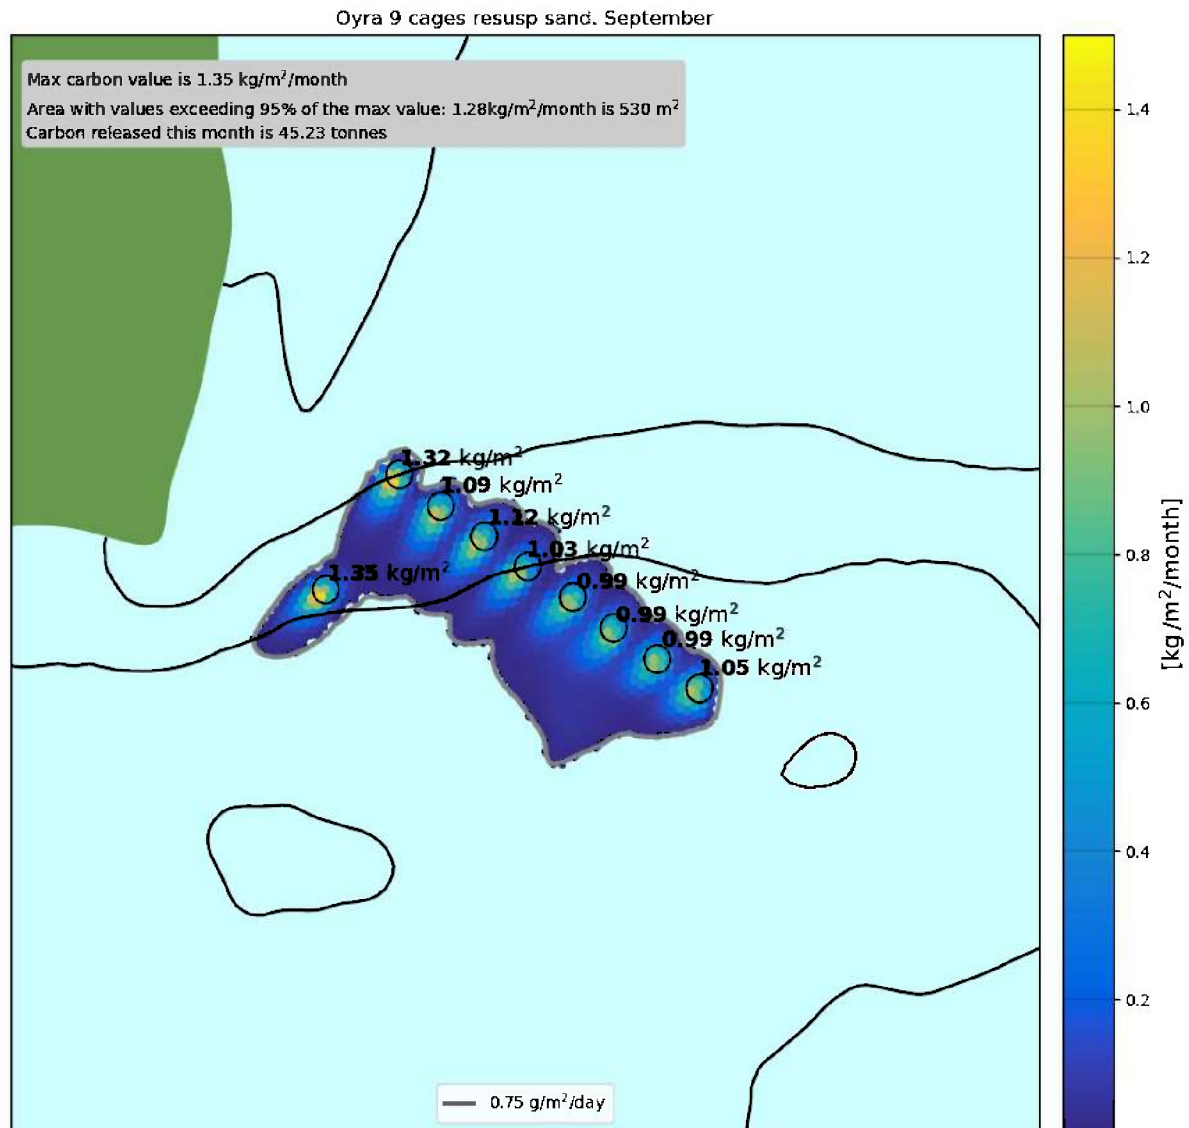 Oyra 9 cages resusp sand. September
Max carbon value is 1.35 kg/m²/month
Area with values exceeding 95% of the max value: 1.28kg/m²/month is 530 m²
Carbon released this month is 45.23 tonnes
1.32 kg/m²
1.09 kg/m²
1.12 kg/m²
1.03 kg/m²
1.35 kg/m²
0.99 kg/m²
0.99 kg/m²
0.99 kg/m²
1.05 kg/m²
0.75 g/m²/day
1.4
1.2
1.0
0.8
0.6
0.4
0.2
[kg/m²/month]